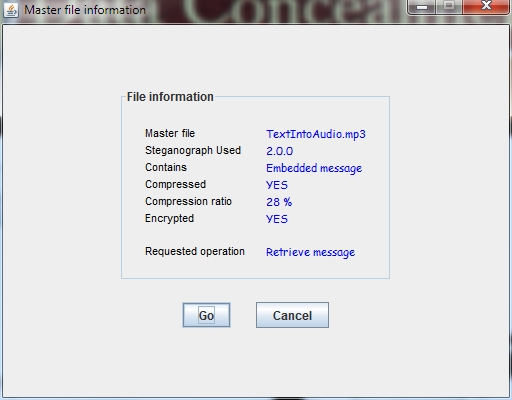 Master file information
File information
Master file TextIntoAudio.mp3
Steganograph Used 2.0.0
Contains Embedded message
Compressed YES
Compression ratio 28 %
Encrypted YES
Requested operation Retrieve message
Go Cancel